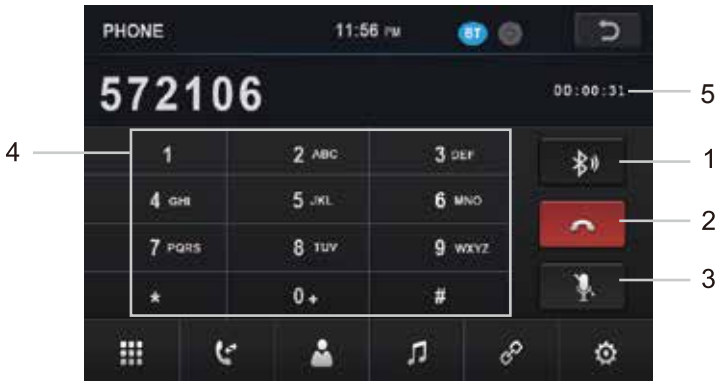 PHONE 11:56 PM BT
572106
00:00:31 5
4
1 2 ABC 3 DEF
1
4 GHI 5 JKL 6 MNO
2
7 PQRS 8 TUV 9 WXYZ
3
* 0 + #